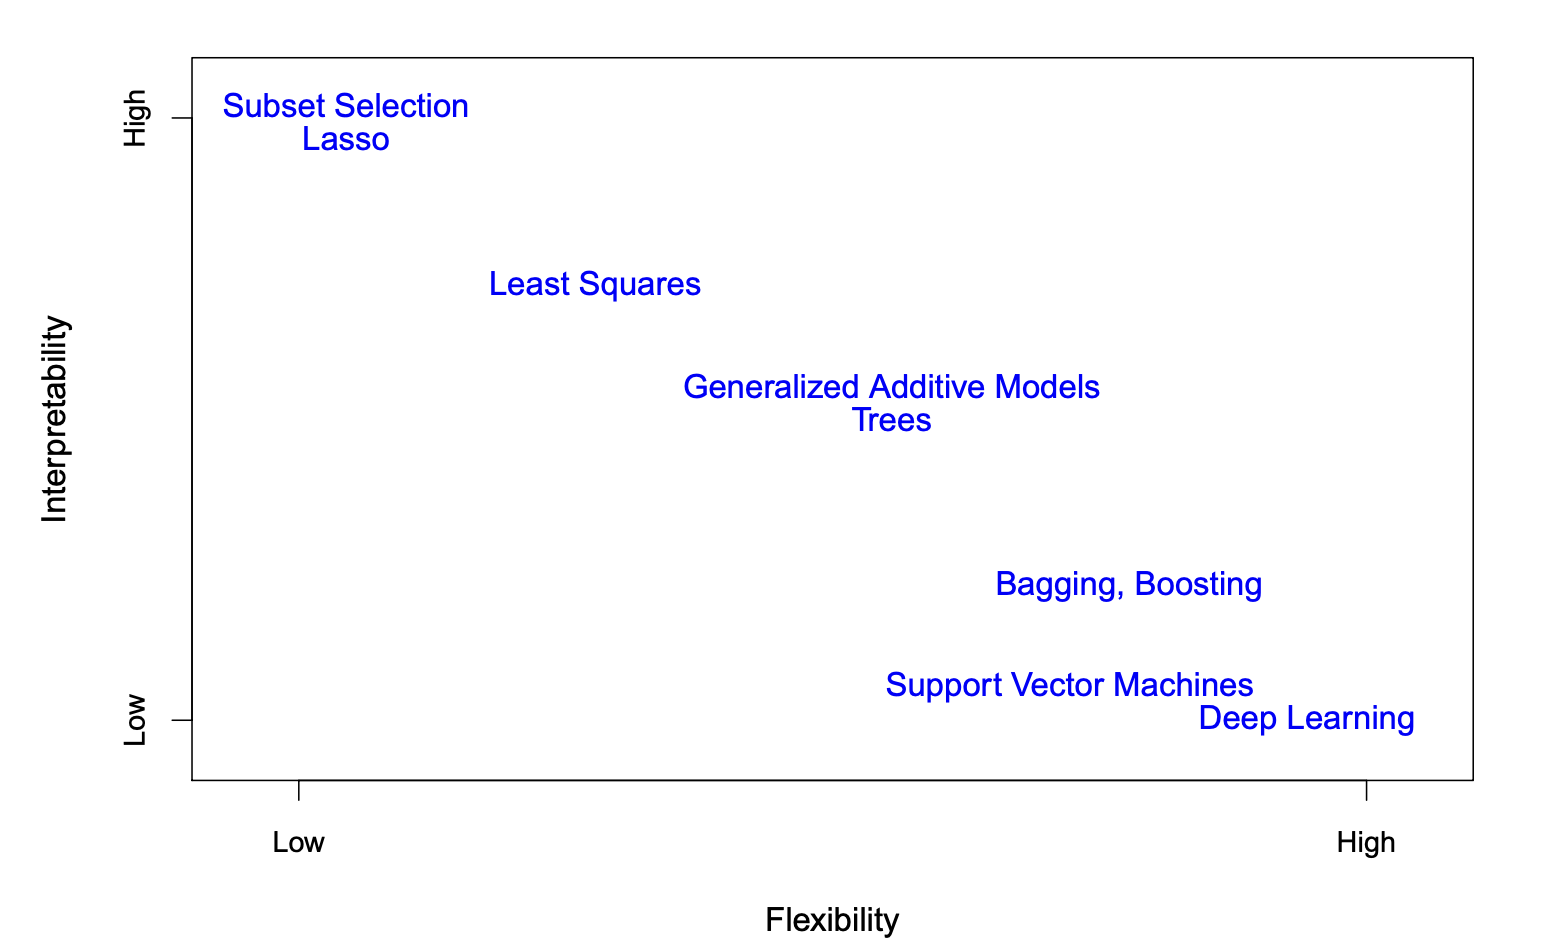 High
Subset Selection
Lasso
Least Squares
Interpretability
Generalized Additive Models
Trees
Bagging, Boosting
Support Vector Machines
Low
Deep Learning
Low
High
Flexibility